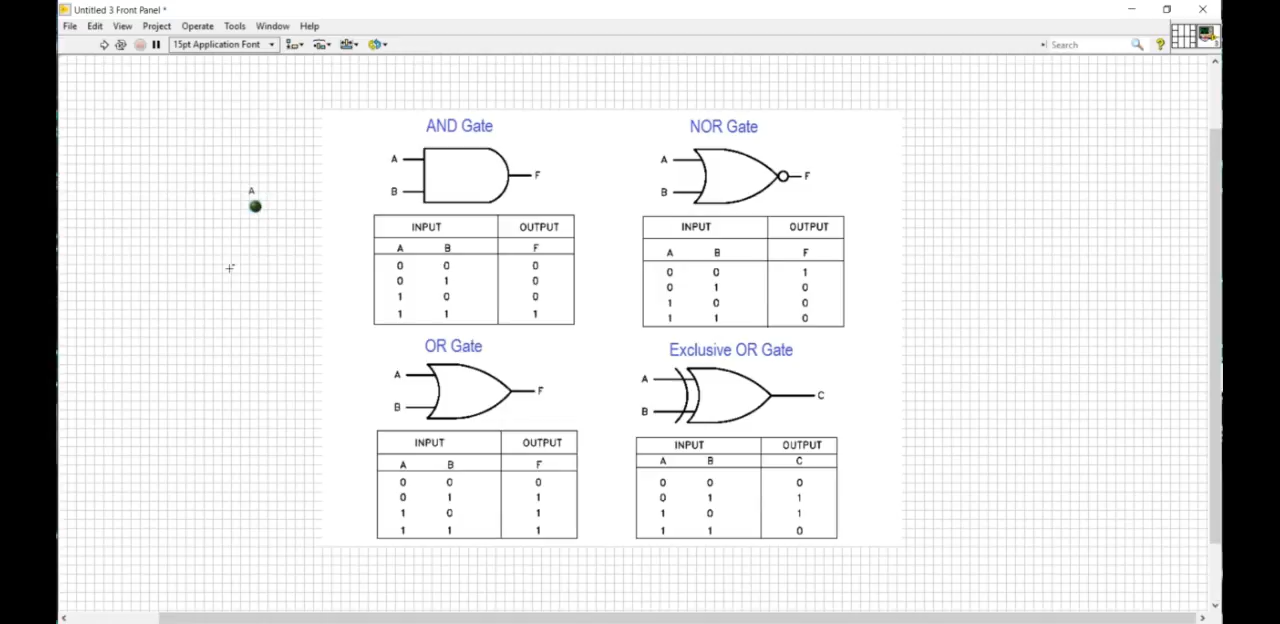 Untitled 3 Front Panel *
File Edit View Project Operate Tools Window Help
15pt Application Font
Search
?
3
A
AND Gate
A
B
F
INPUT OUTPUT
A B F
0 0 0
0 1 0
1 0 0
1 1 1
NOR Gate
A
B
F
INPUT OUTPUT
A B F
0 0 1
0 1 0
1 0 0
1 1 0
OR Gate
A
B
F
INPUT OUTPUT
A B F
0 0 0
0 1 1
1 0 1
1 1 1
Exclusive OR Gate
A
B
C
INPUT OUTPUT
A B C
0 0 0
0 1 1
1 0 1
1 1 0